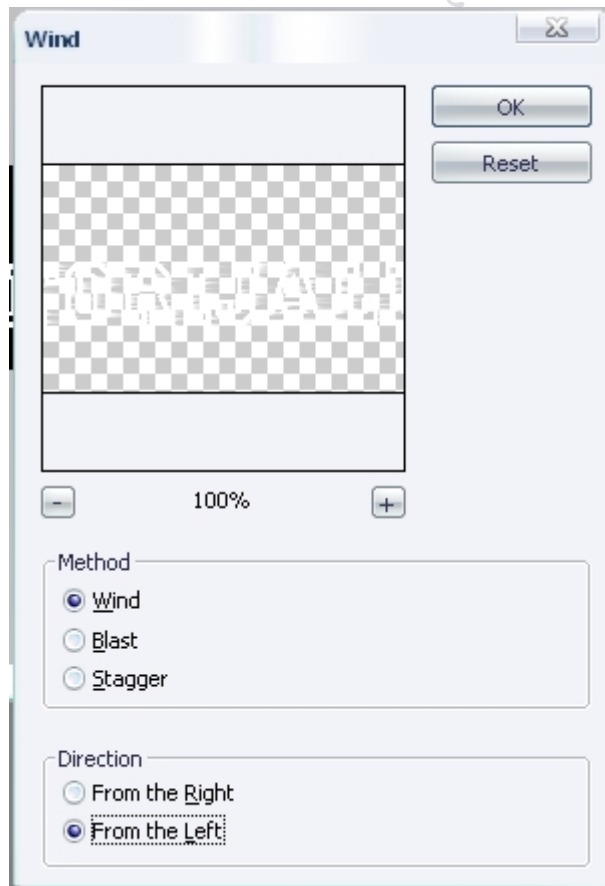 Wind
OK
Reset
- 100% +
Method
Wind
Blast
Stagger
Direction
From the Right
From the Left